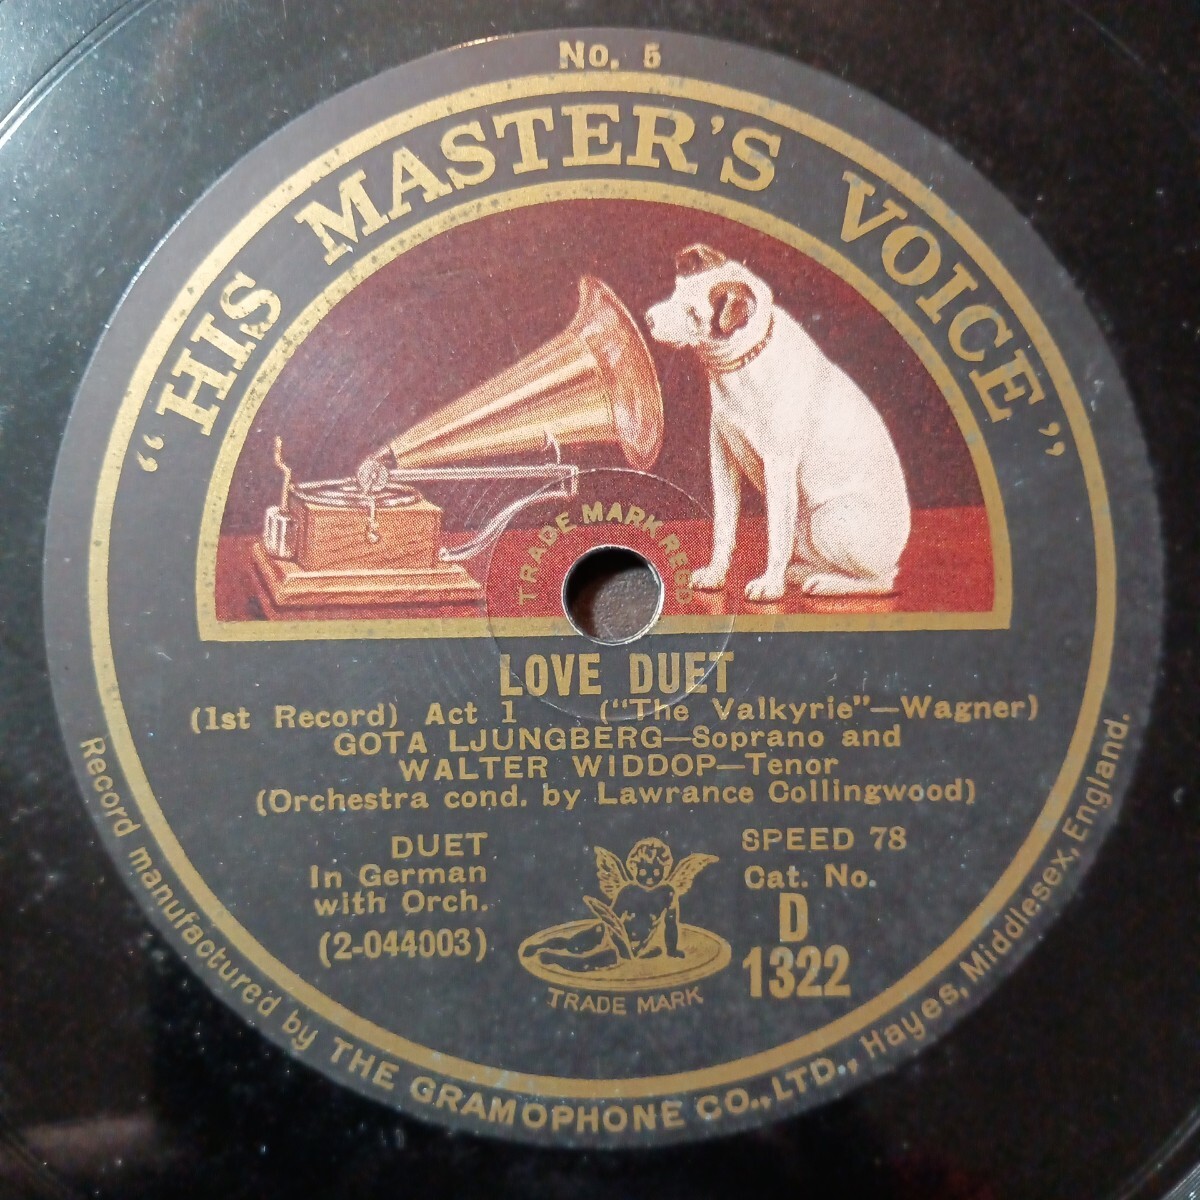 No. 5
“HIS MASTER'S VOICE”
TRADE MARK REGD
LOVE DUET
(1st Record) Act 1 ("The Valkyrie"—Wagner)
GOTA LJUNGBERG—Soprano and
WALTER WIDDOP—Tenor
(Orchestra cond. by Lawrance Collingwood)
DUET
In German
with Orch.
(2-044003)
SPEED 78
Cat. No.
D
1322
TRADE MARK
Record manufactured by THE GRAMOPHONE CO., LTD., Hayes, Middlesex, England.